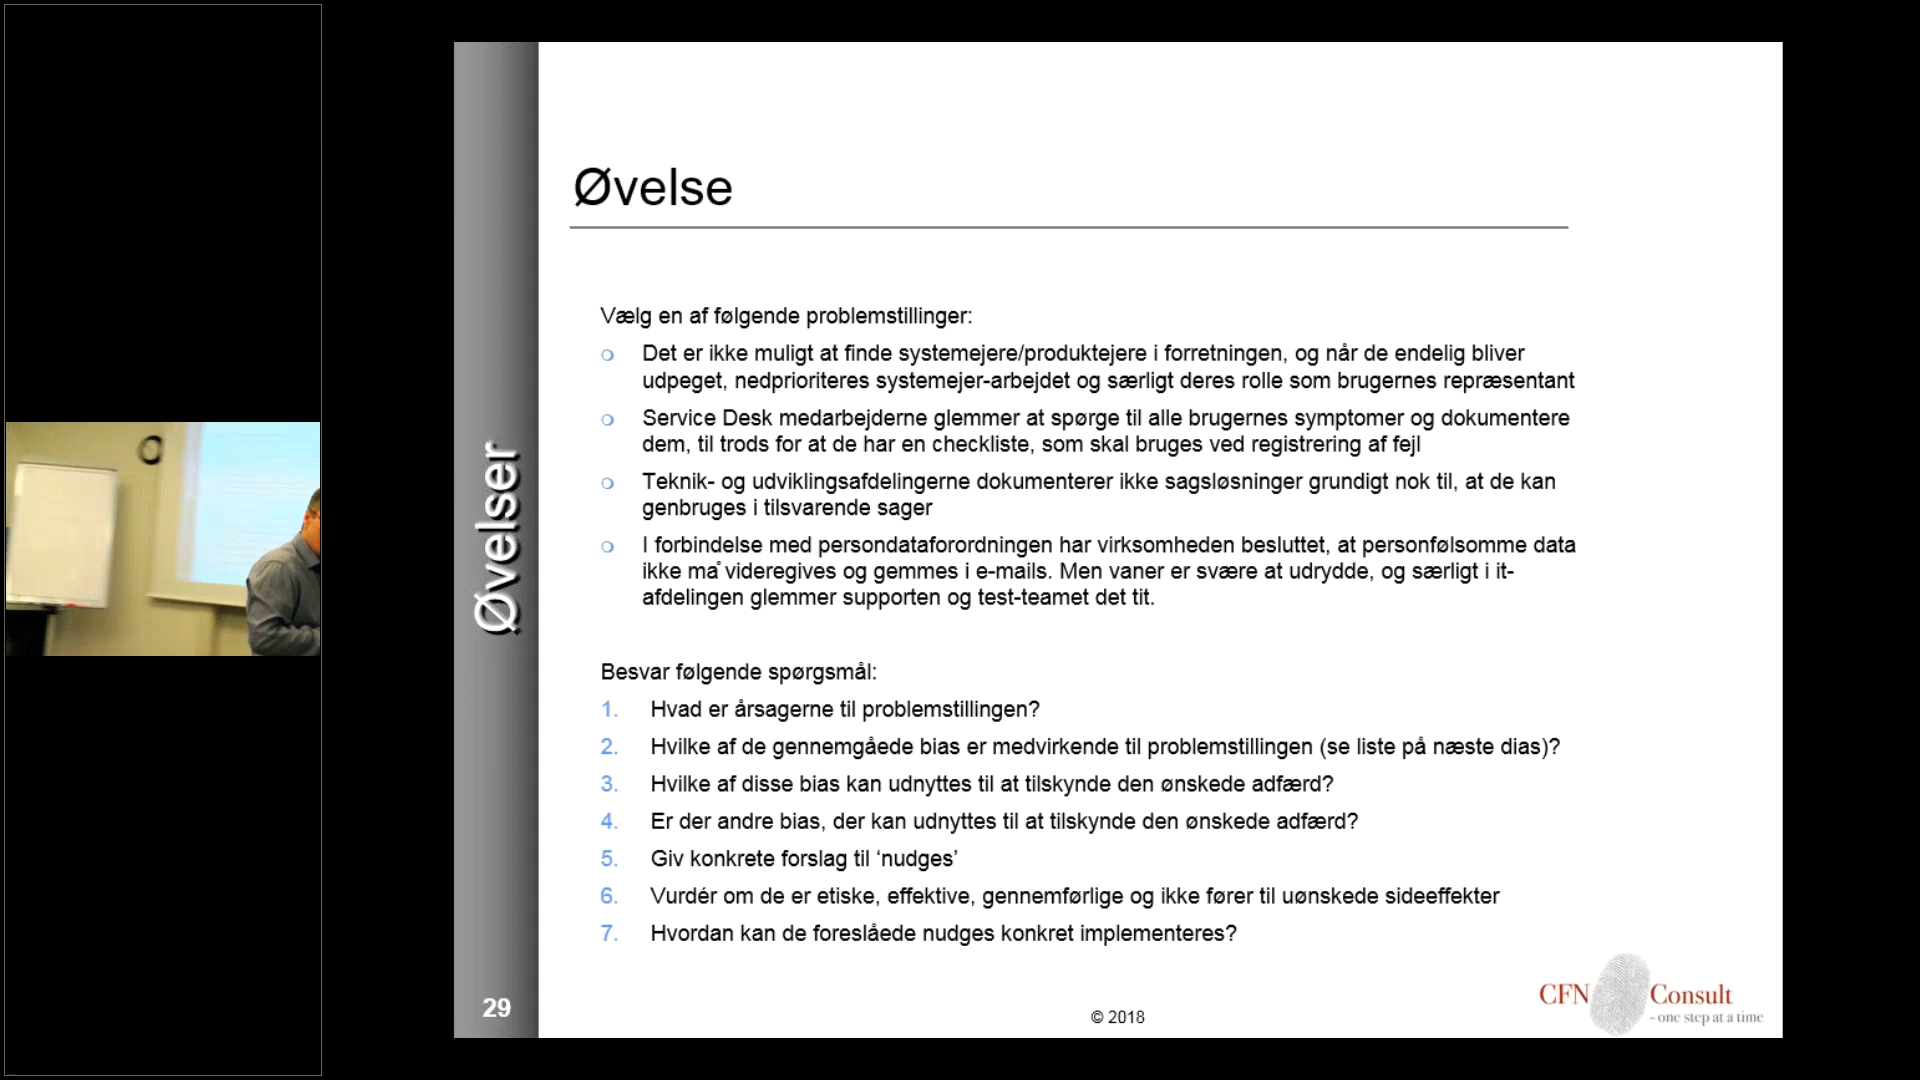 Øvelse
Vælg en af følgende problemstillinger:
Det er ikke muligt at finde systemejere/produktejere i forretningen, og når de endelig bliver
udpeget, nedprioriteres systemejer-arbejdet og særligt deres rolle som brugernes repræsentant
Service Desk medarbejderne glemmer at spørge til alle brugernes symptomer og dokumentere
dem, til trods for at de har en checkliste, som skal bruges ved registrering af fejl
Teknik- og udviklingsafdelingerne dokumenterer ikke sagsløsninger grundigt nok til, at de kan
genbruges i tilsvarende sager
I forbindelse med persondataforordningen har virksomheden besluttet, at personfølsomme data
ikke må videregives og gemmes i e-mails. Men vaner er svære at udrydde, og særligt i it-
afdelingen glemmer supporten og test-teamet det tit.
Besvar følgende spørgsmål:
1. Hvad er årsagerne til problemstillingen?
2. Hvilke af de gennemgåede bias er medvirkende til problemstillingen (se liste på næste dias)?
3. Hvilke af disse bias kan udnyttes til at tilskynde den ønskede adfærd?
4. Er der andre bias, der kan udnyttes til at tilskynde den ønskede adfærd?
5. Giv konkrete forslag til ‘nudges’
6. Vurdér om de er etiske, effektive, gennemførlige og ikke fører til uønskede sideeffekter
7. Hvordan kan de foreslåede nudges konkret implementeres?
Øvelser
29
© 2018
CFN Consult
- one step at a time